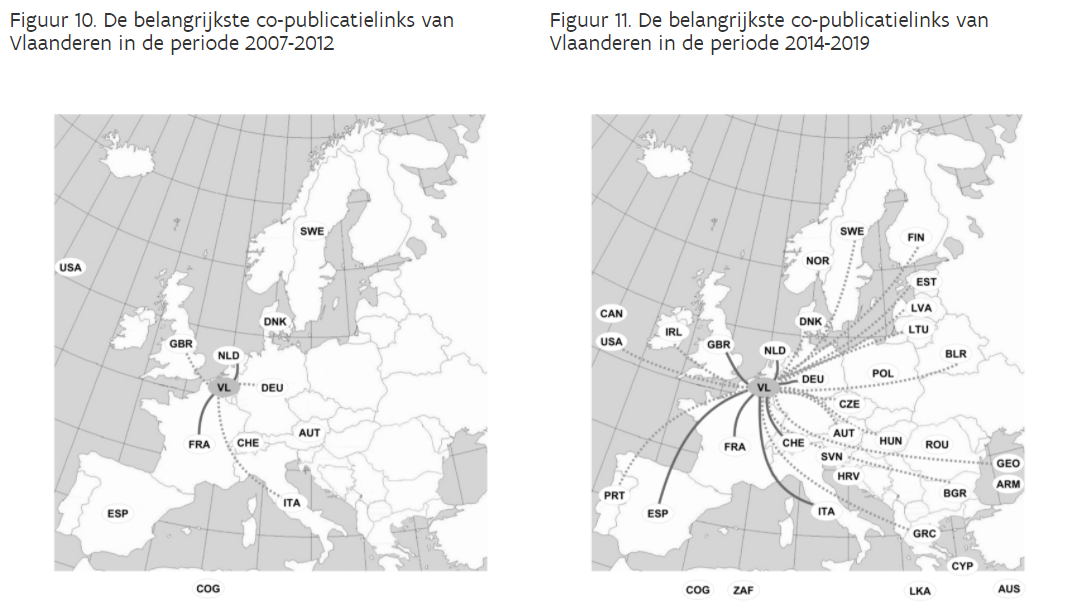 Figuur 10. De belangrijkste co-publicatielinks van
Vlaanderen in de periode 2007-2012
SWE
USA
DNK
GBR
NLD
VL
DEU
AUT
FRA
CHE
ITA
ESP
COG
Figuur 11. De belangrijkste co-publicatielinks van
Vlaanderen in de periode 2014-2019
SWE
FIN
NOR
EST
CAN
LVA
DNK
IRL
LTU
USA
GBR
NLD
BLR
POL
DEU
VL
CZE
AUT
HUN
ROU
FRA
CHE
SVN
GEO
HRV
ARM
PRT
BGR
ESP
ITA
GRC
CYP
COG
ZAF
LKA
AUS